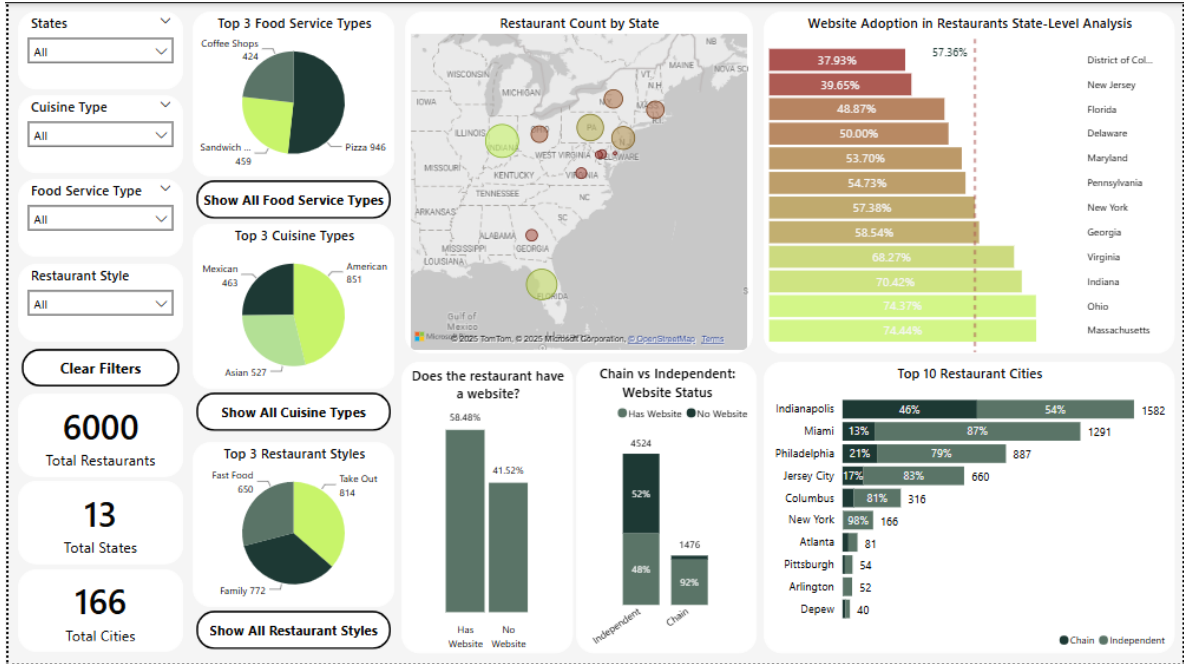 States
All
Cuisine Type
All
Food Service Type
All
Restaurant Style
All
Clear Filters
6000
Total Restaurants
13
Total States
166
Total Cities
Top 3 Food Service Types
Coffee Shops
424
Sandwich ...
459
Pizza 946
Show All Food Service Types
Top 3 Cuisine Types
Mexican
463
American
851
Asian 527
Show All Cuisine Types
Top 3 Restaurant Styles
Fast Food
650
Take Out
814
Family 772
Show All Restaurant Styles
Restaurant Count by State
NB
MAINE
NOVA SC
WISCONSIN
VT
N.H
MICHIGAN
NY
MASS
R.I.
IOWA
ILLINOIS
INDIANA
OHIO
PA
N.J
WEST VIRGINIA
DELAWARE
MISSOURI
KENTUCKY
VIRGINIA
TENNESSEE
NC
ARKANSAS
SC
ALABAMA
MISSISSIPPI
GEORGIA
LOUISIANA
FLORIDA
Gulf of
Mexico
© 2025 TomTom, © 2025 Microsoft Corporation, © OpenStreetMap Terms
Does the restaurant have
a website?
58.48%
41.52%
Has
Website
No
Website
Chain vs Independent:
Website Status
Has Website
No Website
4524
52%
48%
1476
92%
Independent
Chain
Website Adoption in Restaurants State-Level Analysis
57.36%
37.93% District of Col...
39.65% New Jersey
48.87% Florida
50.00% Delaware
53.70% Maryland
54.73% Pennsylvania
57.38% New York
58.54% Georgia
68.27% Virginia
70.42% Indiana
74.37% Ohio
74.44% Massachusetts
Top 10 Restaurant Cities
Indianapolis 46% 54% 1582
Miami 13% 87% 1291
Philadelphia 21% 79% 887
Jersey City 17% 83% 660
Columbus 81% 316
New York 98% 166
Atlanta 81
Pittsburgh 54
Arlington 52
Depew 40
Chain Independent